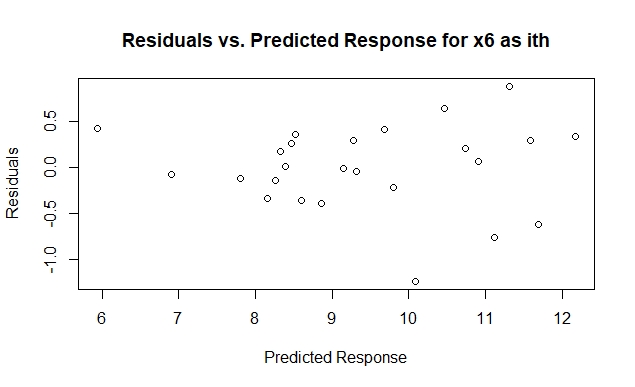 Residuals vs. Predicted Response for x6 as ith
Residuals
0.5
0.0
-0.5
-1.0
6 7 8 9 10 11 12
Predicted Response